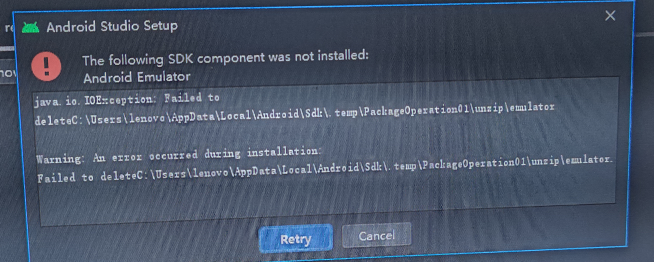 Android Studio Setup
The following SDK component was not installed:
Android Emulator
java.io.IOException: Failed to
deleteC:\Users\lenovo\AppData\Local\Android\Sdk\.temp\PackageOperation01\unzip\emulator
Warning: An error occurred during installation:
Failed to deleteC:\Users\lenovo\AppData\Local\Android\Sdk\.temp\PackageOperation01\unzip\emulator.
Retry
Cancel